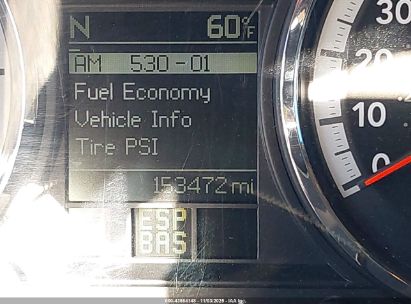 N 60°F
AM 530-01
Fuel Economy
Vehicle Info
Tire PSI
153472 mi
ESP
BAS
30
20
10
0